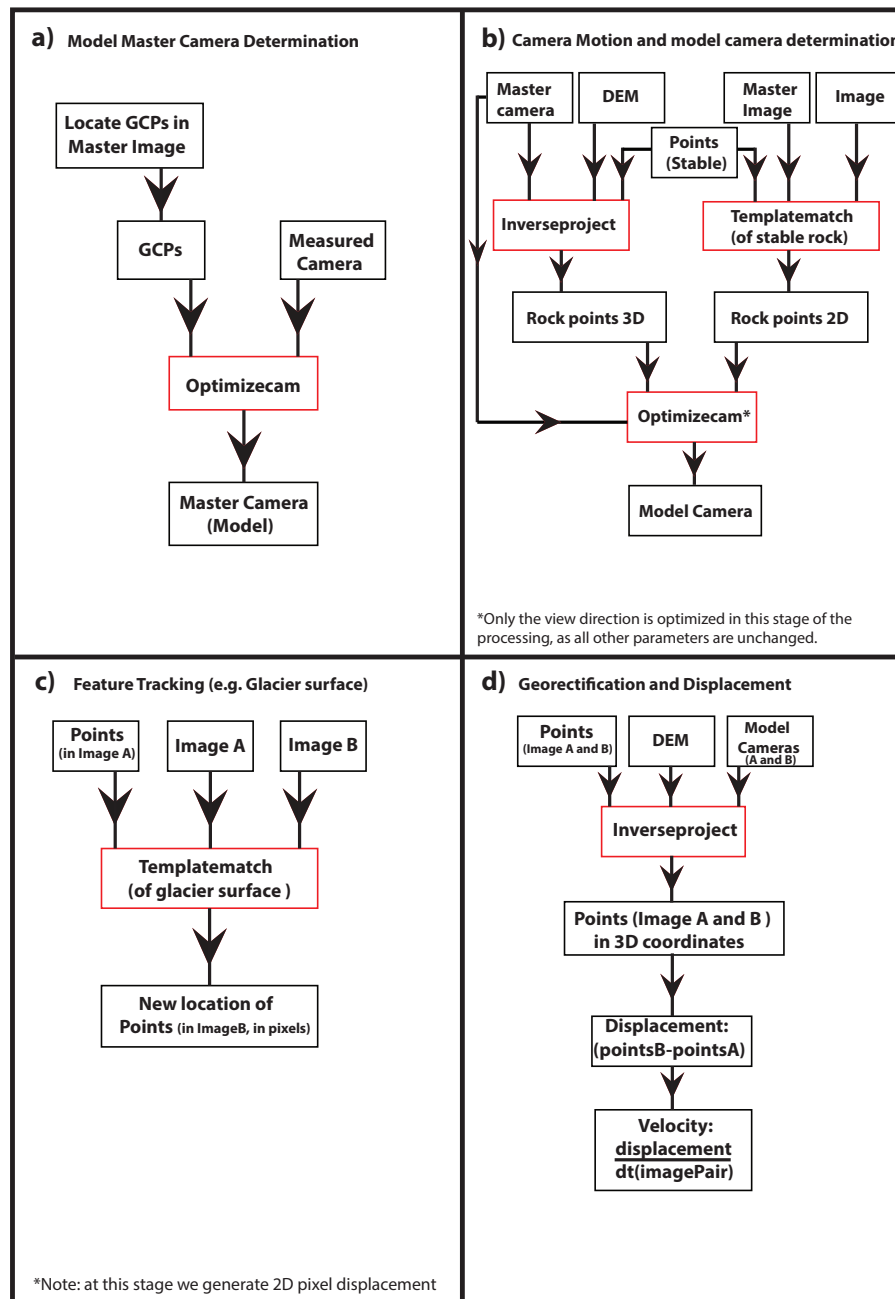 a) Model Master Camera Determination
Locate GCPs in
Master Image
GCPs
Measured
Camera
Optimizecam
Master Camera
(Model)
b) Camera Motion and model camera determination
Master
camera
DEM
Master
Image
Image
Points
(Stable)
Inverseproject
Templatematch
(of stable rock)
Rock points 3D
Rock points 2D
Optimizecam*
Model Camera
*Only the view direction is optimized in this stage of the
processing, as all other parameters are unchanged.
c) Feature Tracking (e.g. Glacier surface)
Points
(in Image A)
Image A
Image B
Templatematch
(of glacier surface )
New location of
Points (in ImageB, in pixels)
*Note: at this stage we generate 2D pixel displacement
d) Georectification and Displacement
Points
(Image A and B)
DEM
Model
Cameras
(A and B)
Inverseproject
Points (Image A and B )
in 3D coordinates
Displacement:
(pointsB-pointsA)
Velocity:
displacement
dt(imagePair)